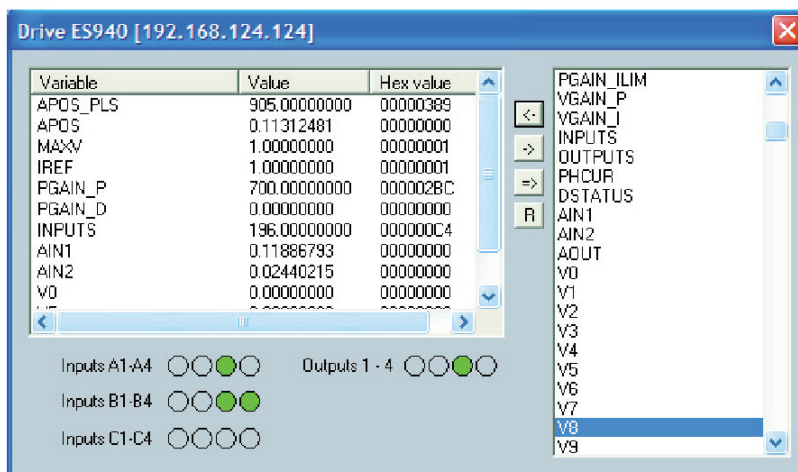 Drive ES940 [192.168.124.124]
Variable Value Hex value
APOS_PLS 905.00000000 00000389
APOS 0.11312481 00000000
MAXV 1.00000000 00000001
IREF 1.00000000 00000001
PGAIN_P 700.00000000 000002BC
PGAIN_D 0.00000000 00000000
INPUTS 196.00000000 000000C4
AIN1 0.11886793 00000000
AIN2 0.02440215 00000000
V0 0.00000000 00000000
<-
->
=>
R
PGAIN_ILIM
VGAIN_P
VGAIN_I
INPUTS
OUTPUTS
PHCUR
DSTATUS
AIN1
AIN2
AOUT
V0
V1
V2
V3
V4
V5
V6
V7
V8
V9
Inputs A1-A4 Outputs 1 - 4
Inputs B1-B4
Inputs C1-C4